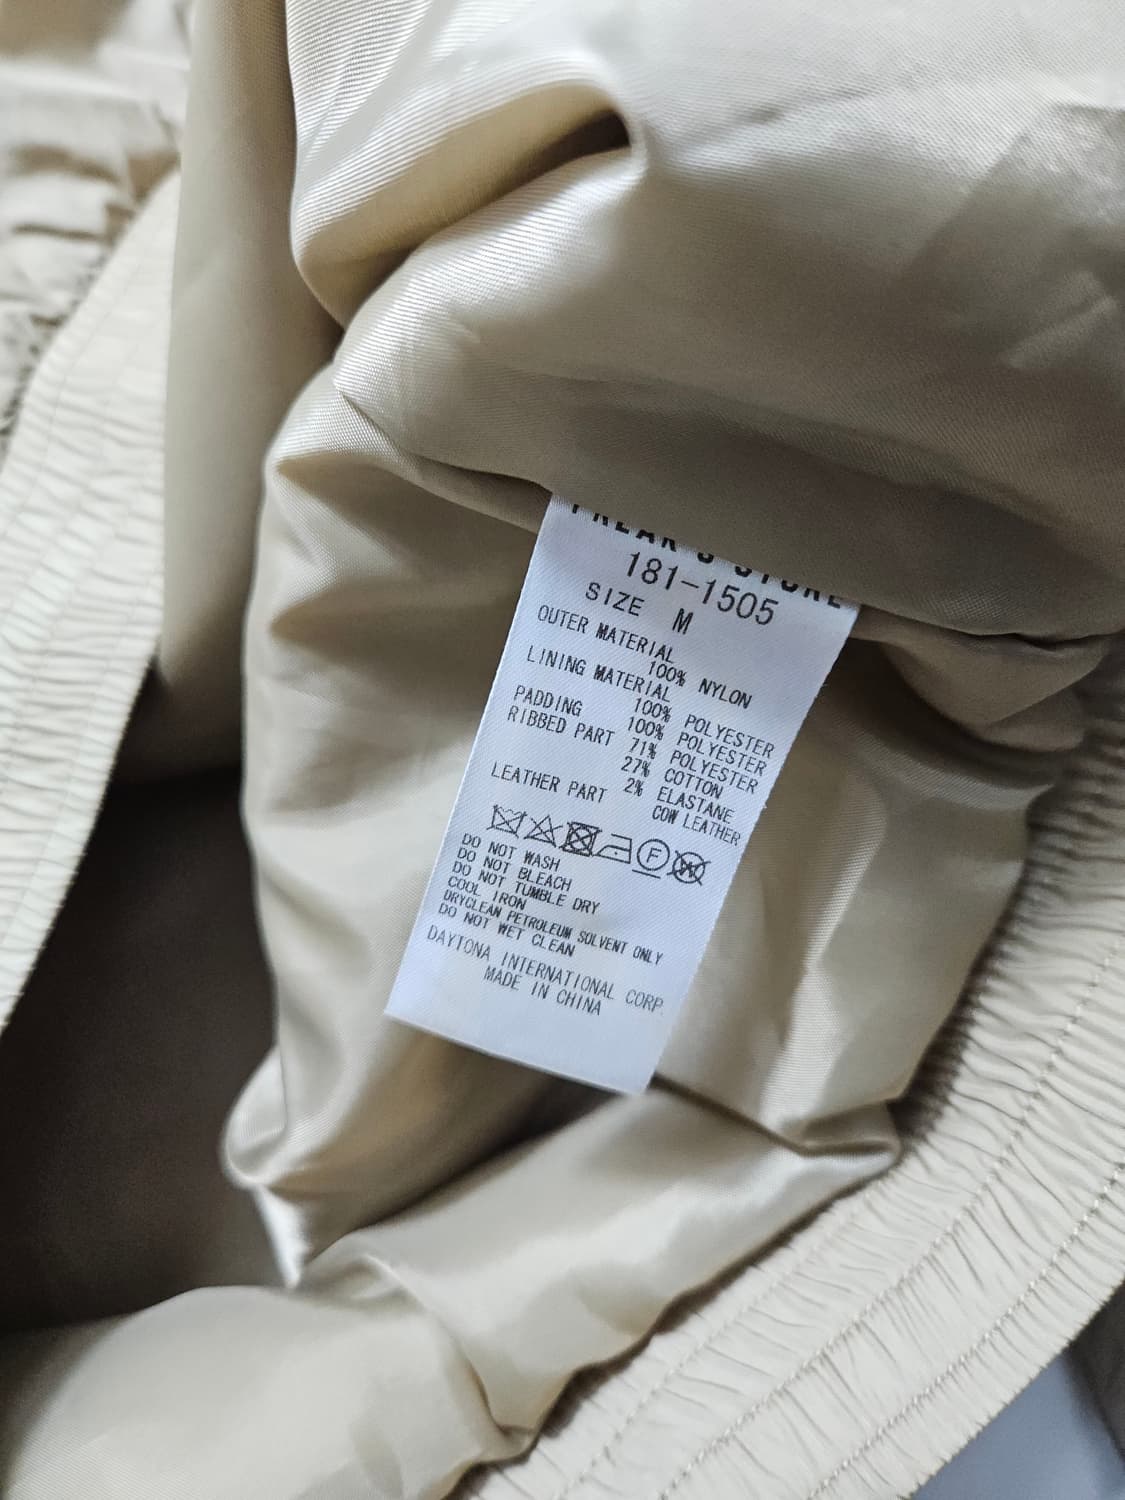 FREAK'S STORE
181-1505
SIZE M
OUTER MATERIAL
100% NYLON
LINING MATERIAL
100% POLYESTER
PADDING 100% POLYESTER
RIBBED PART 71% POLYESTER
27% COTTON
2% ELASTANE
LEATHER PART COW LEATHER
F
DO NOT WASH
DO NOT BLEACH
DO NOT TUMBLE DRY
COOL IRON
DRYCLEAN PETROLEUM SOLVENT ONLY
DO NOT WET CLEAN
DAYTONA INTERNATIONAL CORP.
MADE IN CHINA